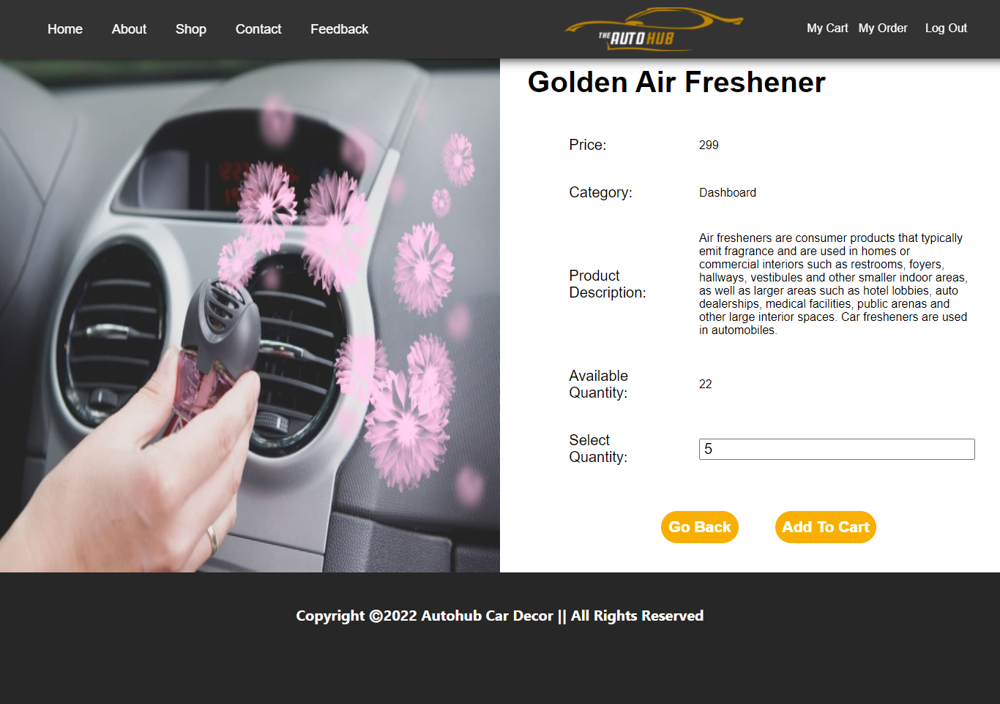 Home About Shop Contact Feedback
THE AUTO HUB
My Cart My Order Log Out
Golden Air Freshener
Price: 299
Category: Dashboard
Product
Description:
Air fresheners are consumer products that typically
emit fragrance and are used in homes or
commercial interiors such as restrooms, foyers,
hallways, vestibules and other smaller indoor areas,
as well as larger areas such as hotel lobbies, auto
dealerships, medical facilities, public arenas and
other large interior spaces. Car fresheners are used
in automobiles.
Available
Quantity:
22
Select
Quantity:
5
Go Back Add To Cart
Copyright ©2022 Autohub Car Decor || All Rights Reserved